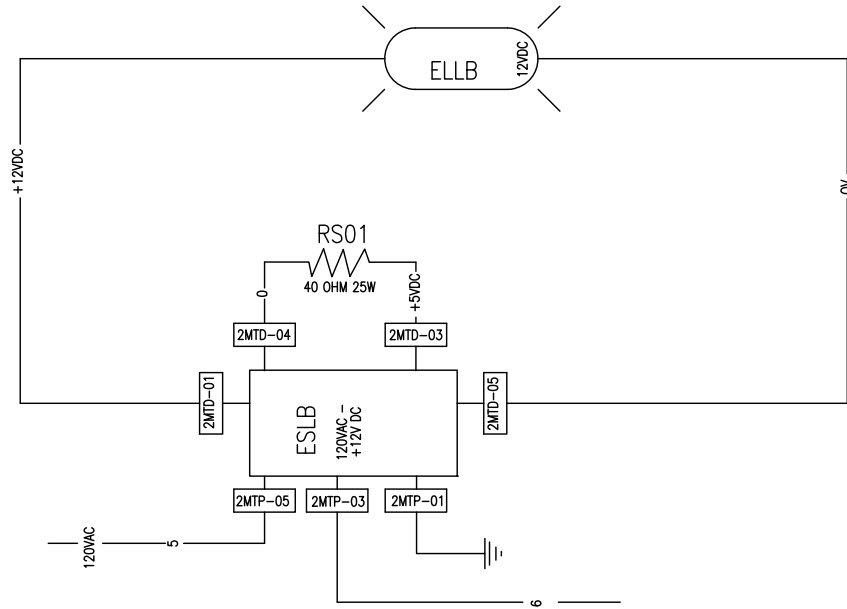 ELLB
12VDC
+12VDC
0V
RS01
40 OHM 25W
0
+5VDC
2MTD-04
2MTD-03
2MTD-01
2MTD-05
ESLB
120VAC -
+12V DC
2MTP-05
2MTP-03
2MTP-01
120VAC
5
6